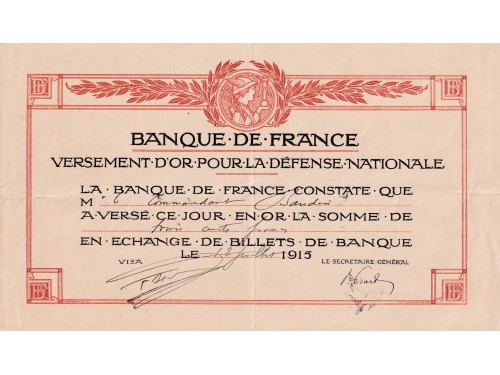 BANQUE·DE·FRANCE
VERSEMENT·D'OR·POUR·LA·DÉFENSE·NATIONALE
LA·BANQUE·DE·FRANCE·CONSTATE·QUE
M Commandant
A·VERSÉ·CE·JOUR·EN·OR·LA·SOMME·DE
trois cents francs
EN·ECHANGE·DE·BILLETS·DE·BANQUE
LE juillet 1915
VISA LE·SECRÉTAIRE·GÉNÉRAL